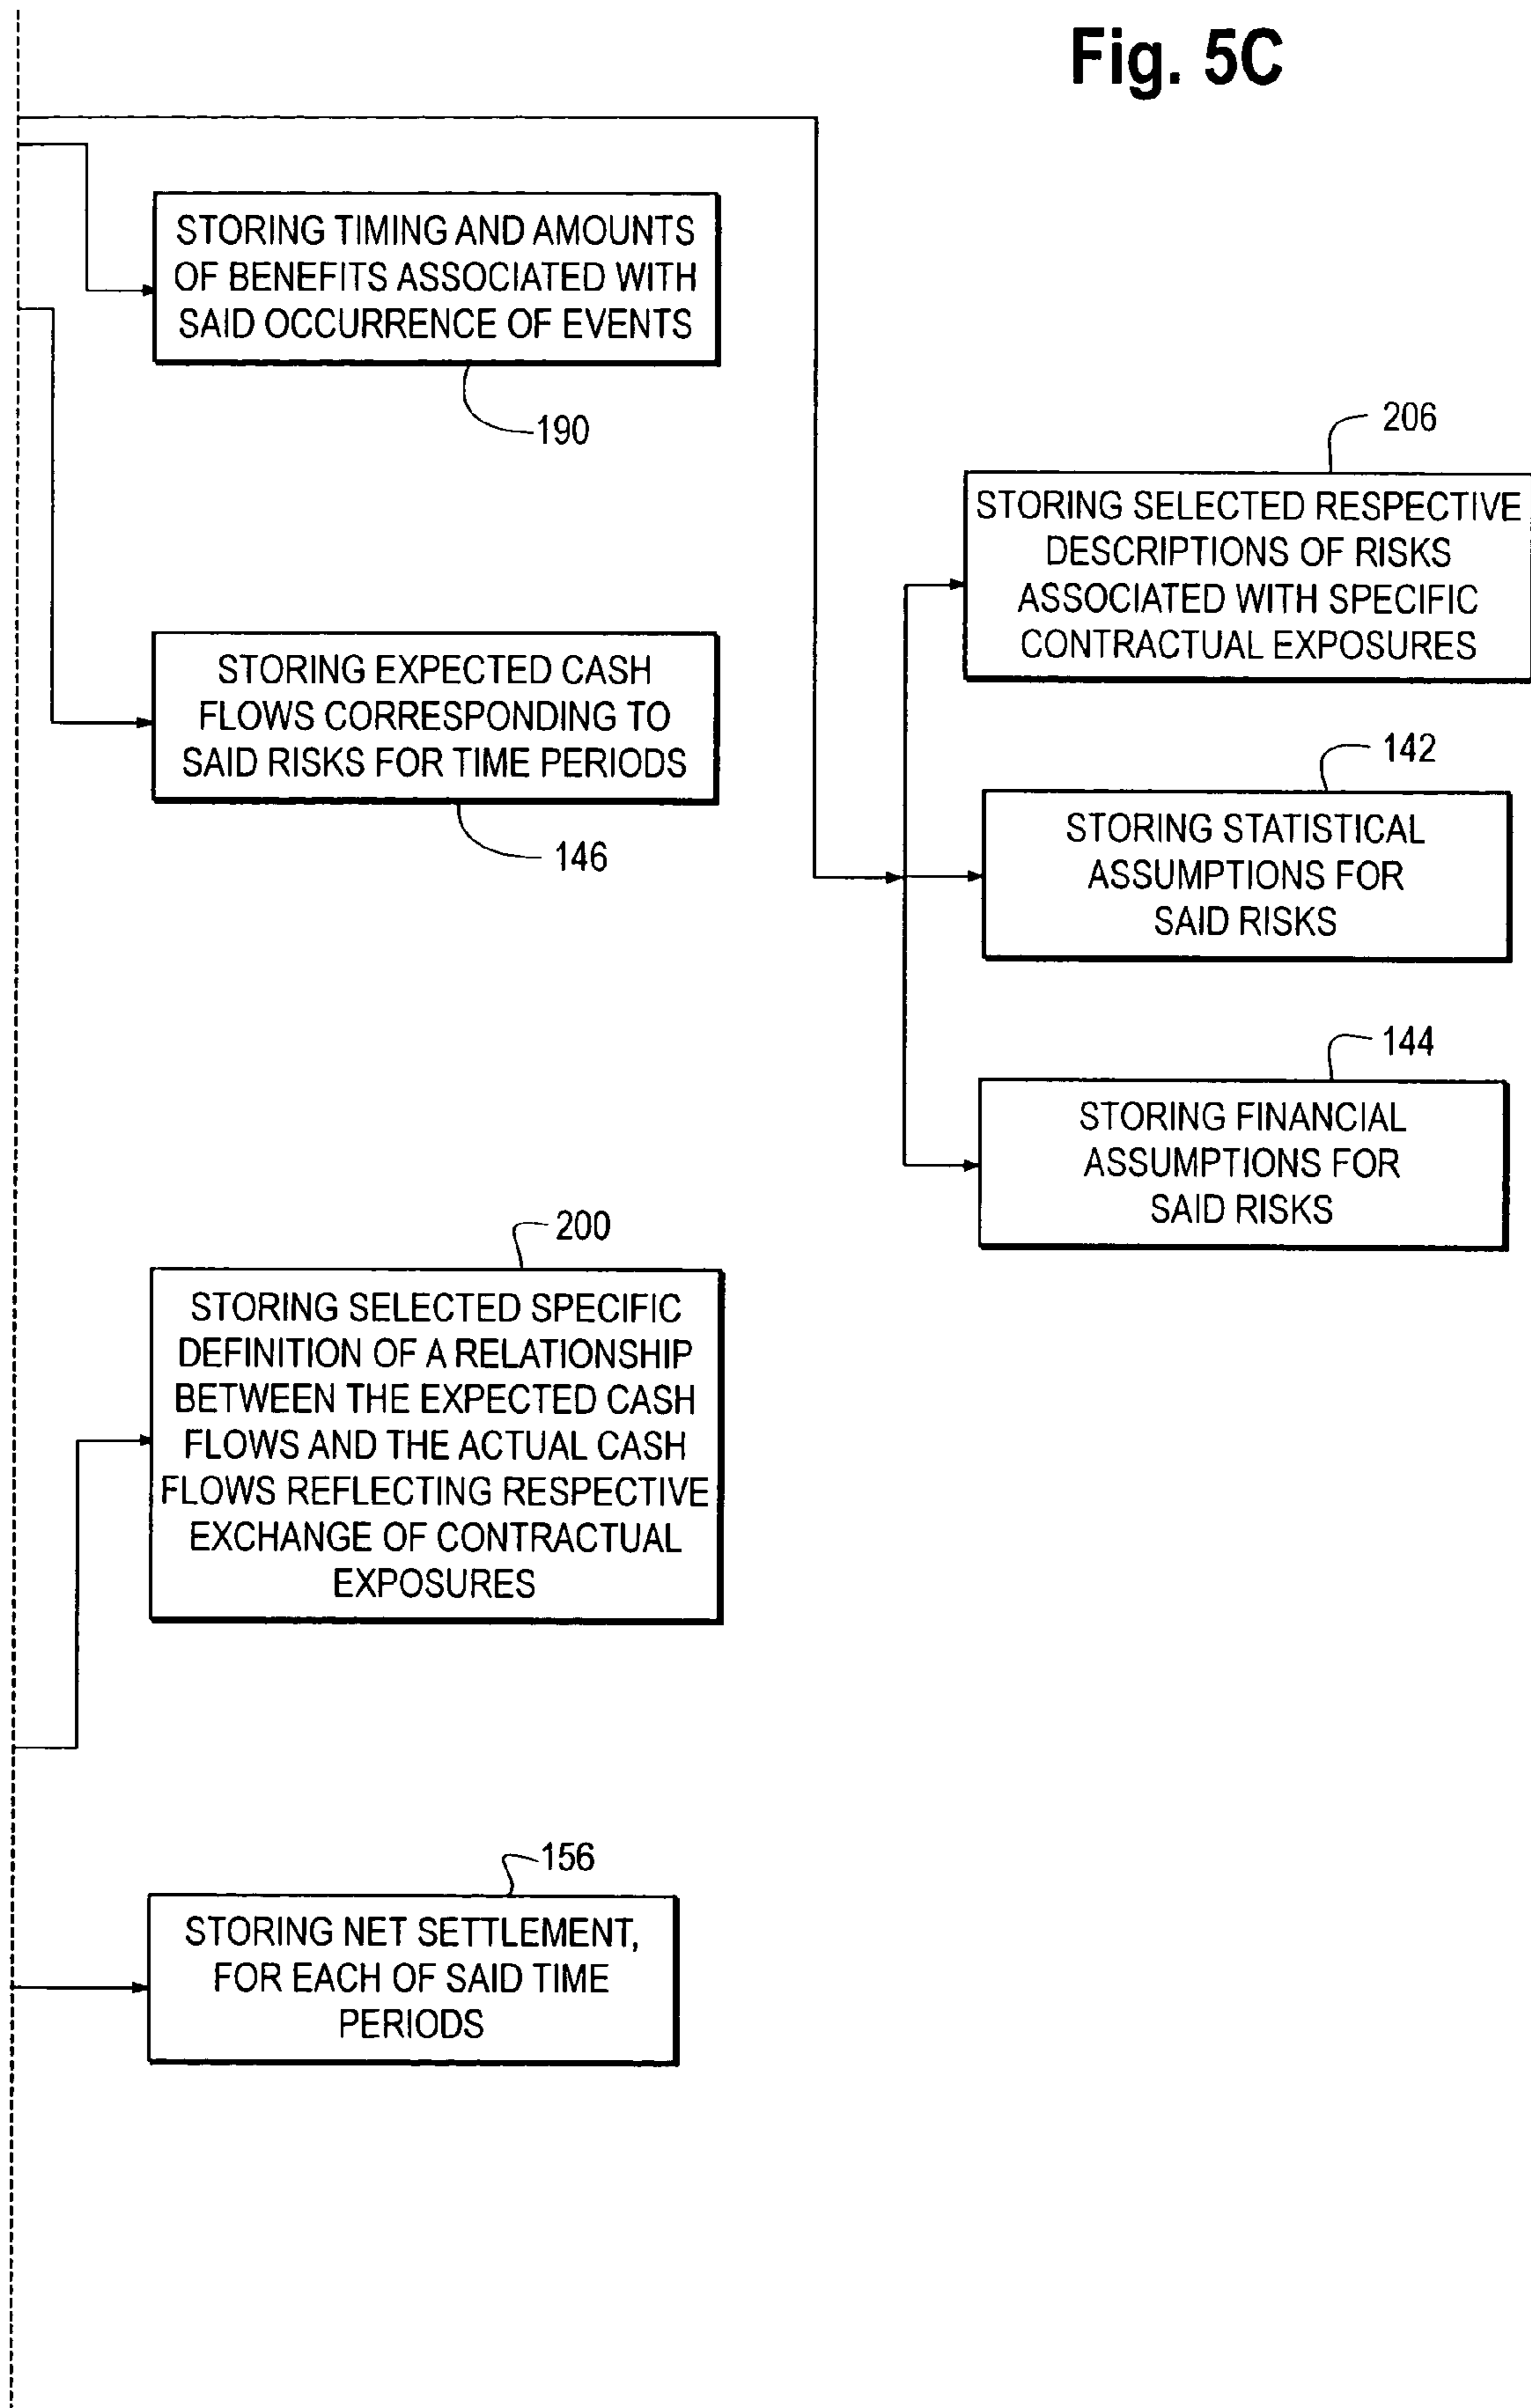 Fig. 5C
STORING TIMING AND AMOUNTS
OF BENEFITS ASSOCIATED WITH
SAID OCCURRENCE OF EVENTS
190
STORING EXPECTED CASH
FLOWS CORRESPONDING TO
SAID RISKS FOR TIME PERIODS
146
206
STORING SELECTED RESPECTIVE
DESCRIPTIONS OF RISKS
ASSOCIATED WITH SPECIFIC
CONTRACTUAL EXPOSURES
142
STORING STATISTICAL
ASSUMPTIONS FOR
SAID RISKS
144
STORING FINANCIAL
ASSUMPTIONS FOR
SAID RISKS
200
STORING SELECTED SPECIFIC
DEFINITION OF A RELATIONSHIP
BETWEEN THE EXPECTED CASH
FLOWS AND THE ACTUAL CASH
FLOWS REFLECTING RESPECTIVE
EXCHANGE OF CONTRACTUAL
EXPOSURES
156
STORING NET SETTLEMENT,
FOR EACH OF SAID TIME
PERIODS